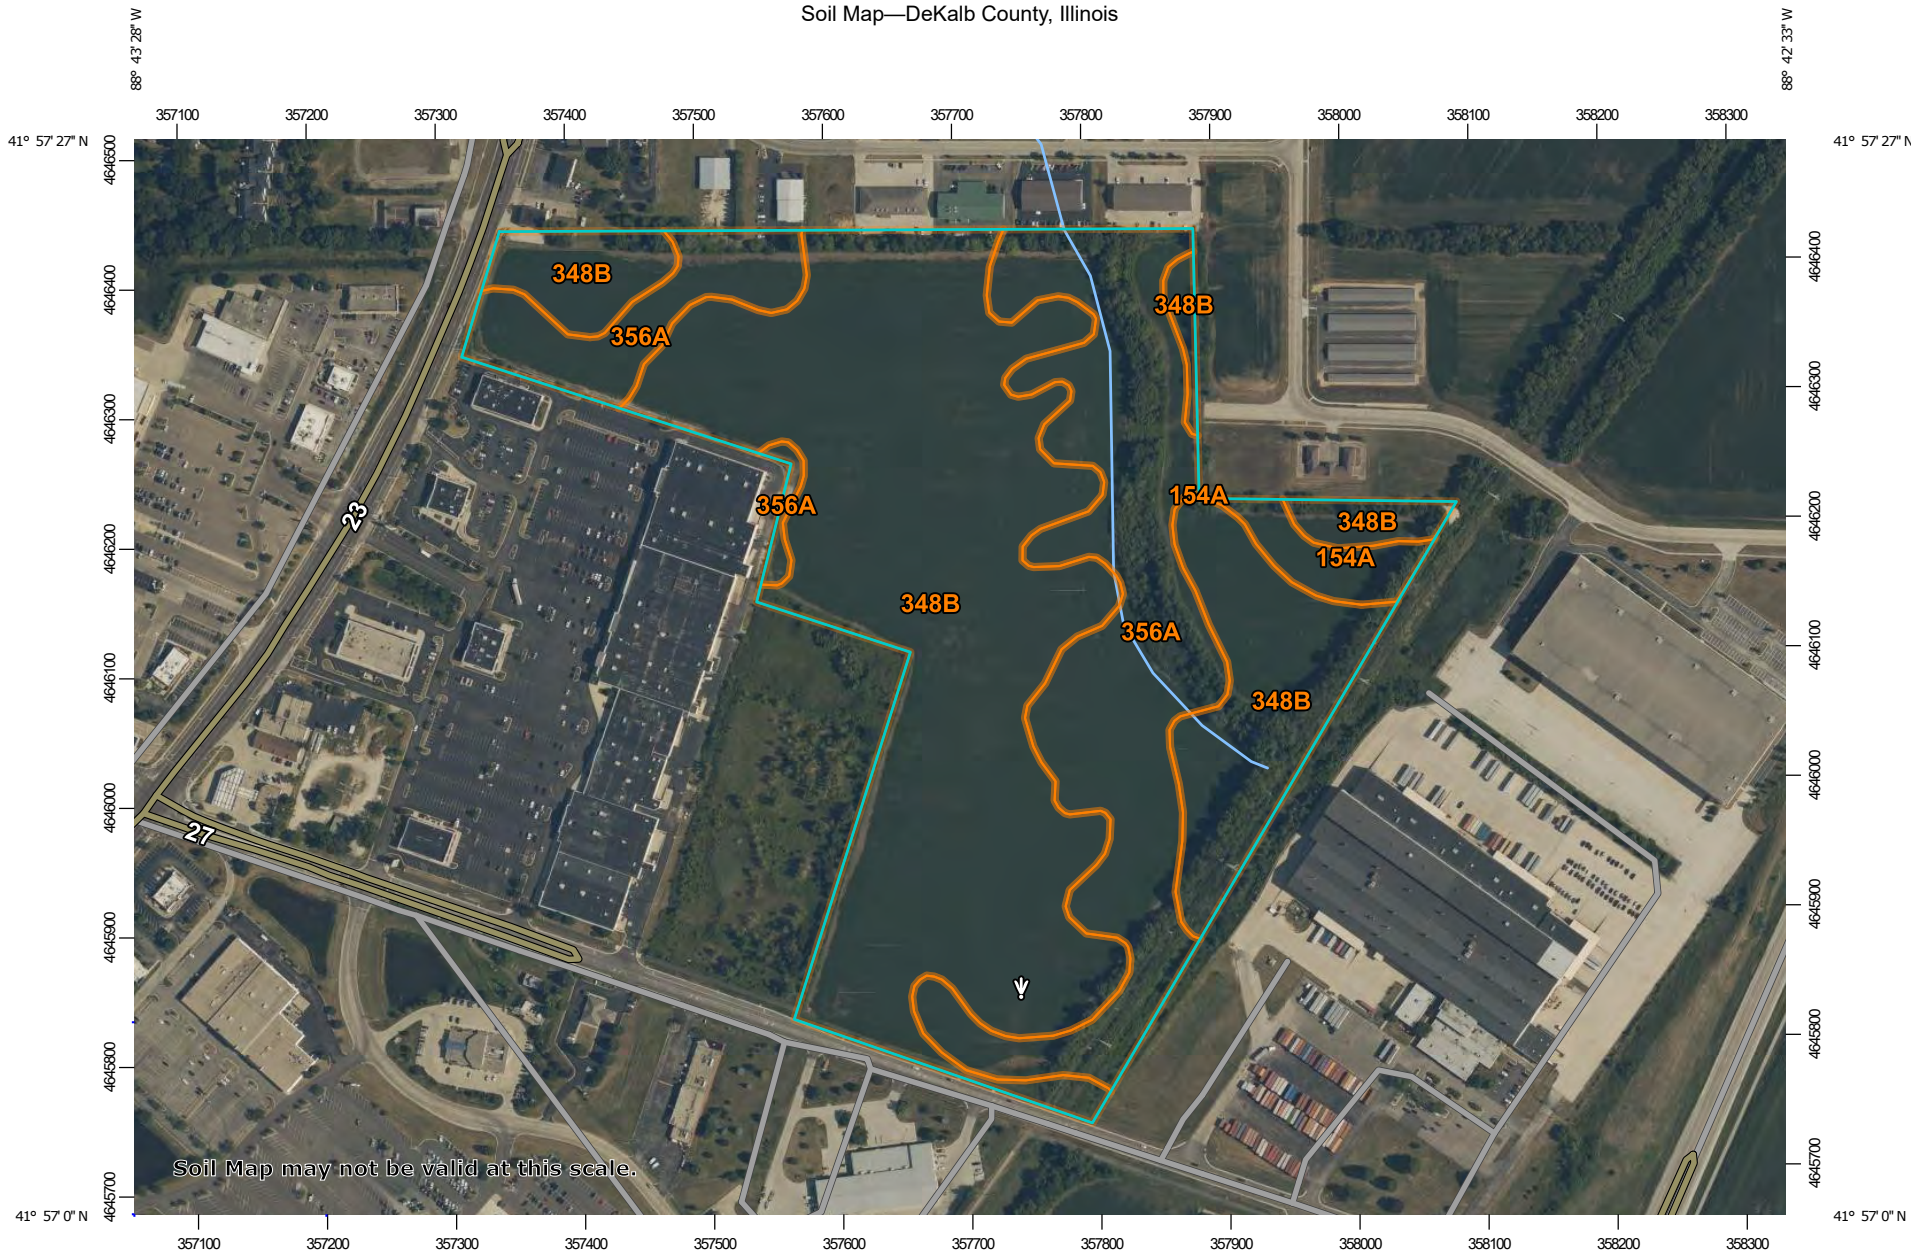 Soil Map—DeKalb County, Illinois
88° 43' 28'' W
88° 42' 33'' W
357100 357200 357300 357400 357500 357600 357700 357800 357900 358000 358100 358200 358300
41° 57' 27'' N
41° 57' 27'' N
4646500
4646400
4646300
4646200
4646100
4646000
4645900
4645800
4645700
4646400
4646300
4646200
4646100
4646000
4645900
4645800
4645700
348B
348B
356A
356A
154A
348B
23
154A
348B
356A
348B
27
Soil Map may not be valid at this scale.
41° 57' 0'' N
41° 57' 0'' N
357100 357200 357300 357400 357500 357600 357700 357800 357900 358000 358100 358200 358300